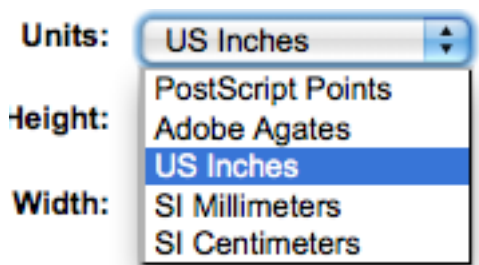 Units: US Inches
PostScript Points
Height: Adobe Agates
US Inches
Width: SI Millimeters
SI Centimeters